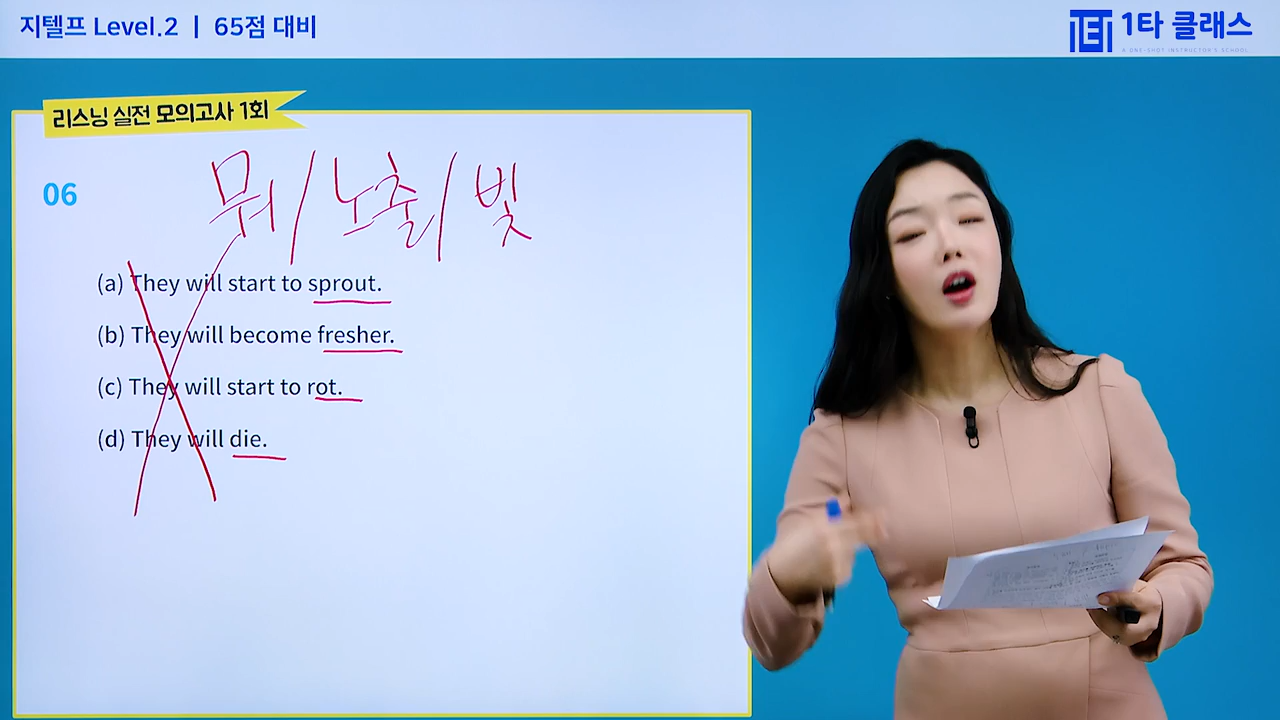 지텔프 Level.2 | 65점 대비
1타 클래스
A ONE-SHOT INSTRUCTOR'S SCHOOL
리스닝 실전 모의고사 1회
06
뭐 / 노출 / 빛
(a) They will start to sprout.
(b) They will become fresher.
(c) They will start to rot.
(d) They will die.